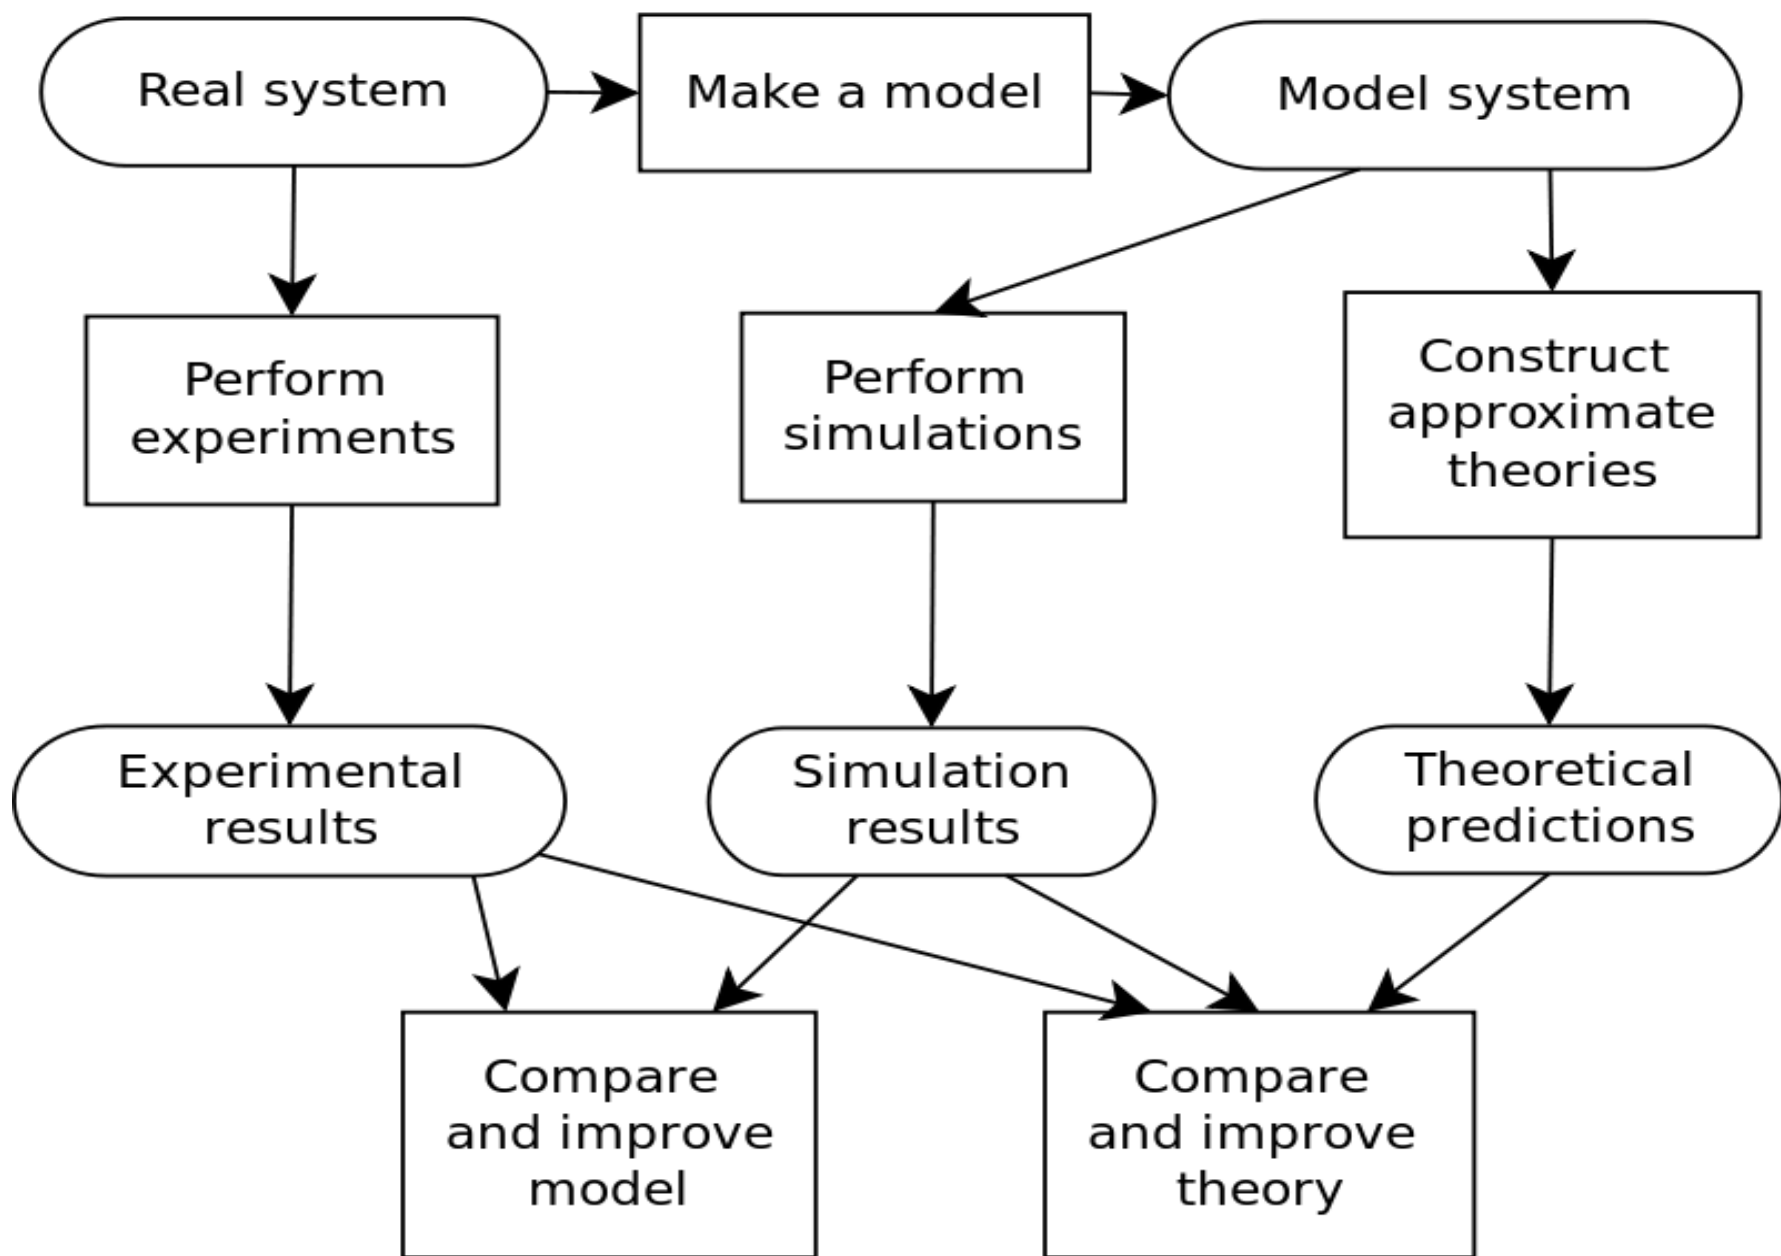 Real system
Make a model
Model system
Perform
experiments
Perform
simulations
Construct
approximate
theories
Experimental
results
Simulation
results
Theoretical
predictions
Compare
and improve
model
Compare
and improve
theory